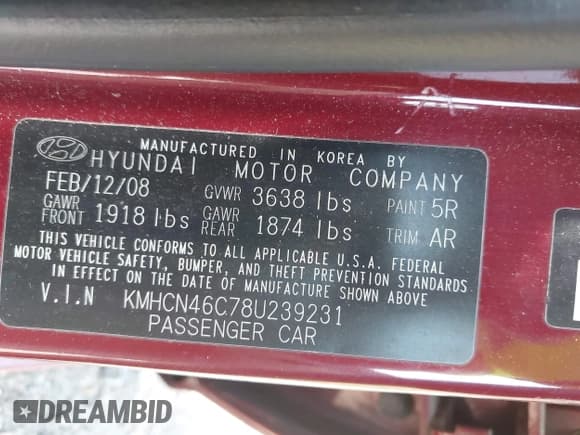 MANUFACTURED IN KOREA BY
HYUNDAI MOTOR COMPANY
FEB/12/08 GVWR 3638 lbs PAINT 5R
GAWR FRONT 1918 lbs GAWR REAR 1874 lbs TRIM AR
THIS VEHICLE CONFORMS TO ALL APPLICABLE U.S.A. FEDERAL
MOTOR VEHICLE SAFETY, BUMPER, AND THEFT PREVENTION STANDARDS
IN EFFECT ON THE DATE OF MANUFACTURE SHOWN ABOVE.
V.I.N KMHCN46C78U239231
PASSENGER CAR
DREAMBID